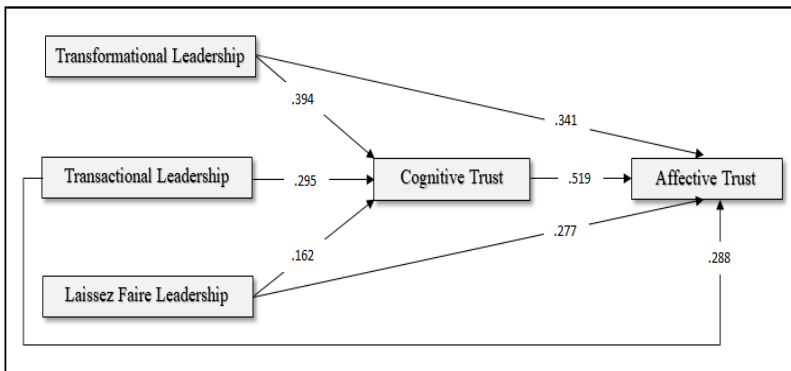 Transformational Leadership
.394
.341
Transactional Leadership
.295
Cognitive Trust
.519
Affective Trust
.162
.277
.288
Laissez Faire Leadership